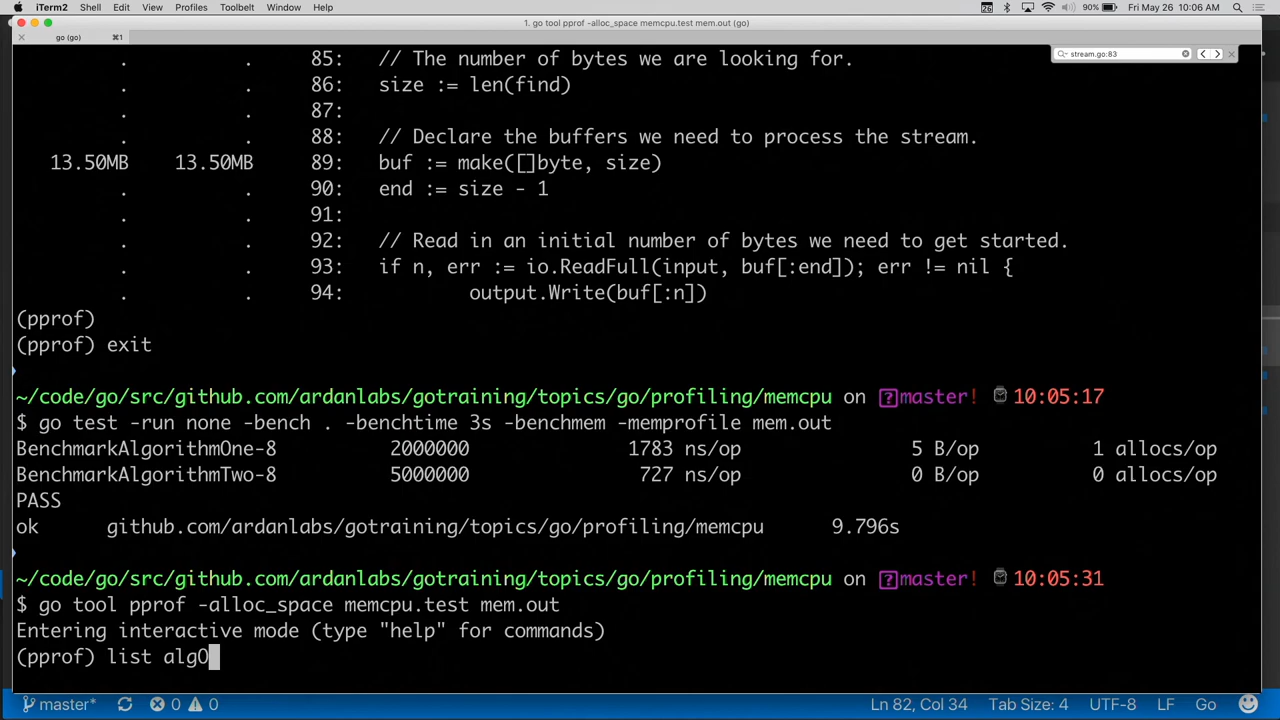 iTerm2 Shell Edit View Profiles Toolbelt Window Help 26 90% Fri May 26 10:06 AM
1. go tool pprof -alloc_space memcpu.test mem.out (go)
go (go) ⌘1
stream.go:83
. . 85: // The number of bytes we are looking for.
. . 86: size := len(find)
. . 87:
. . 88: // Declare the buffers we need to process the stream.
13.50MB 13.50MB 89: buf := make([]byte, size)
. . 90: end := size - 1
. . 91:
. . 92: // Read in an initial number of bytes we need to get started.
. . 93: if n, err := io.ReadFull(input, buf[:end]); err != nil {
. . 94: output.Write(buf[:n])
(pprof)
(pprof) exit
~/code/go/src/github.com/ardanlabs/gotraining/topics/go/profiling/memcpu on ?master! 10:05:17
$ go test -run none -bench . -benchtime 3s -benchmem -memprofile mem.out
BenchmarkAlgorithmOne-8 2000000 1783 ns/op 5 B/op 1 allocs/op
BenchmarkAlgorithmTwo-8 5000000 727 ns/op 0 B/op 0 allocs/op
PASS
ok github.com/ardanlabs/gotraining/topics/go/profiling/memcpu 9.796s
~/code/go/src/github.com/ardanlabs/gotraining/topics/go/profiling/memcpu on ?master! 10:05:31
$ go tool pprof -alloc_space memcpu.test mem.out
Entering interactive mode (type "help" for commands)
(pprof) list algO
master* 0 0 Ln 82, Col 34 Tab Size: 4 UTF-8 LF Go